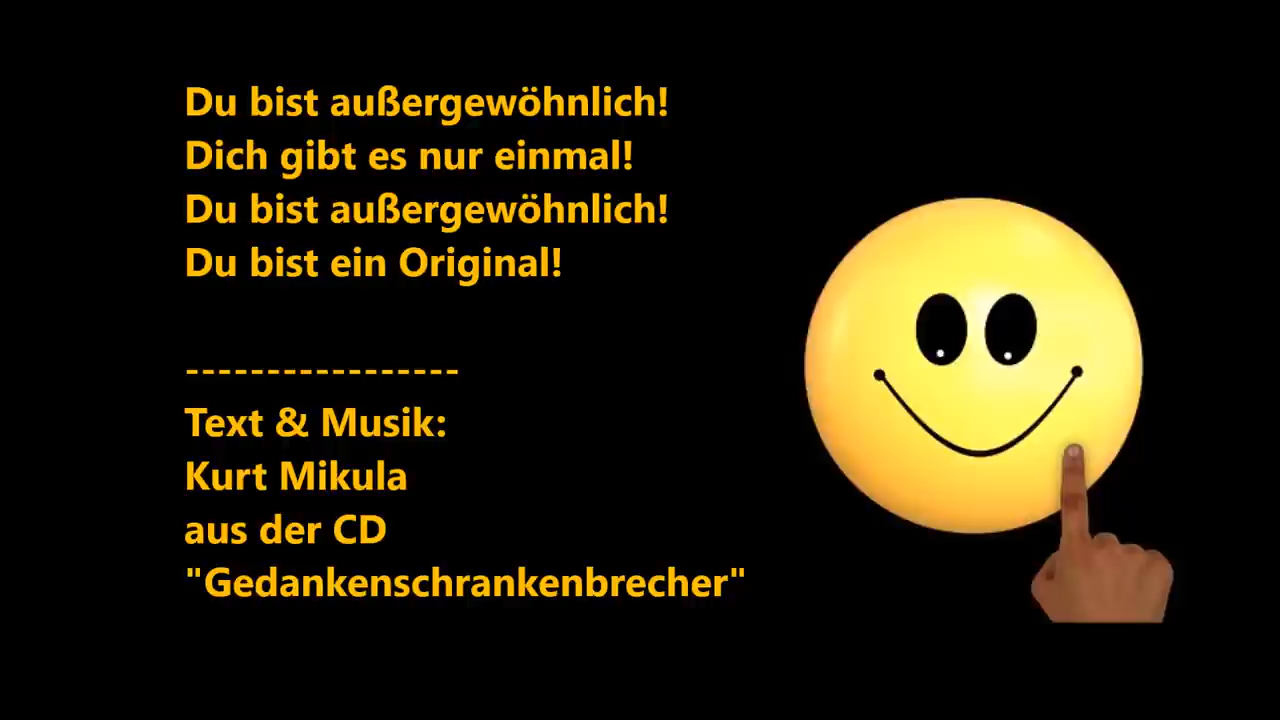 Du bist außergewöhnlich!
Dich gibt es nur einmal!
Du bist außergewöhnlich!
Du bist ein Original!
-----------------
Text & Musik:
Kurt Mikula
aus der CD
"Gedankenschrankenbrecher"